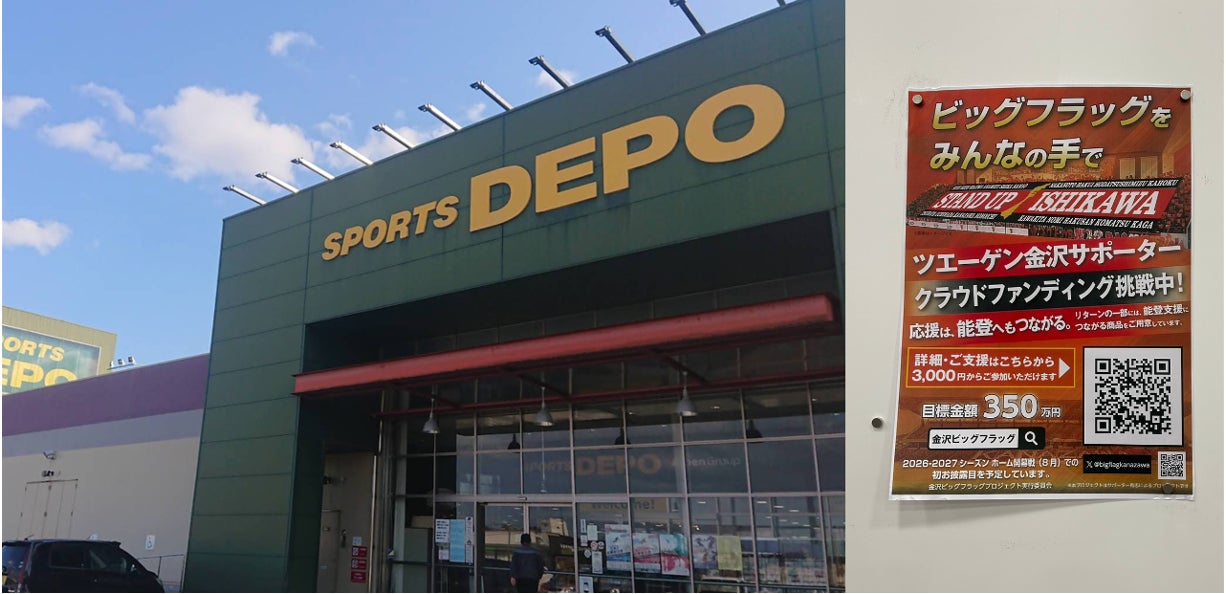 SPORTS DEPO
ORTS
EPO
SPORTS DEPO
Welcome!
ビッグフラッグを
みんなの手で
STAND UP ISHIKAWA
KAWAKITA NOMI HAKUSAN KOMATSU KAGA
ツエーゲン金沢サポーター
クラウドファンディング挑戦中!
応援は、能登へもつながる。
リターンの一部には、能登支援に
つながる商品もご用意しています。
詳細・ご支援はこちらから
3,000円からご参加いただけます
目標金額 350万円
金沢ビッグフラッグ
2026-2027シーズン ホーム開幕戦(8月)での
初お披露目を予定しています。
金沢ビッグフラッグプロジェクト実行委員会
X @bigflagkanazawa